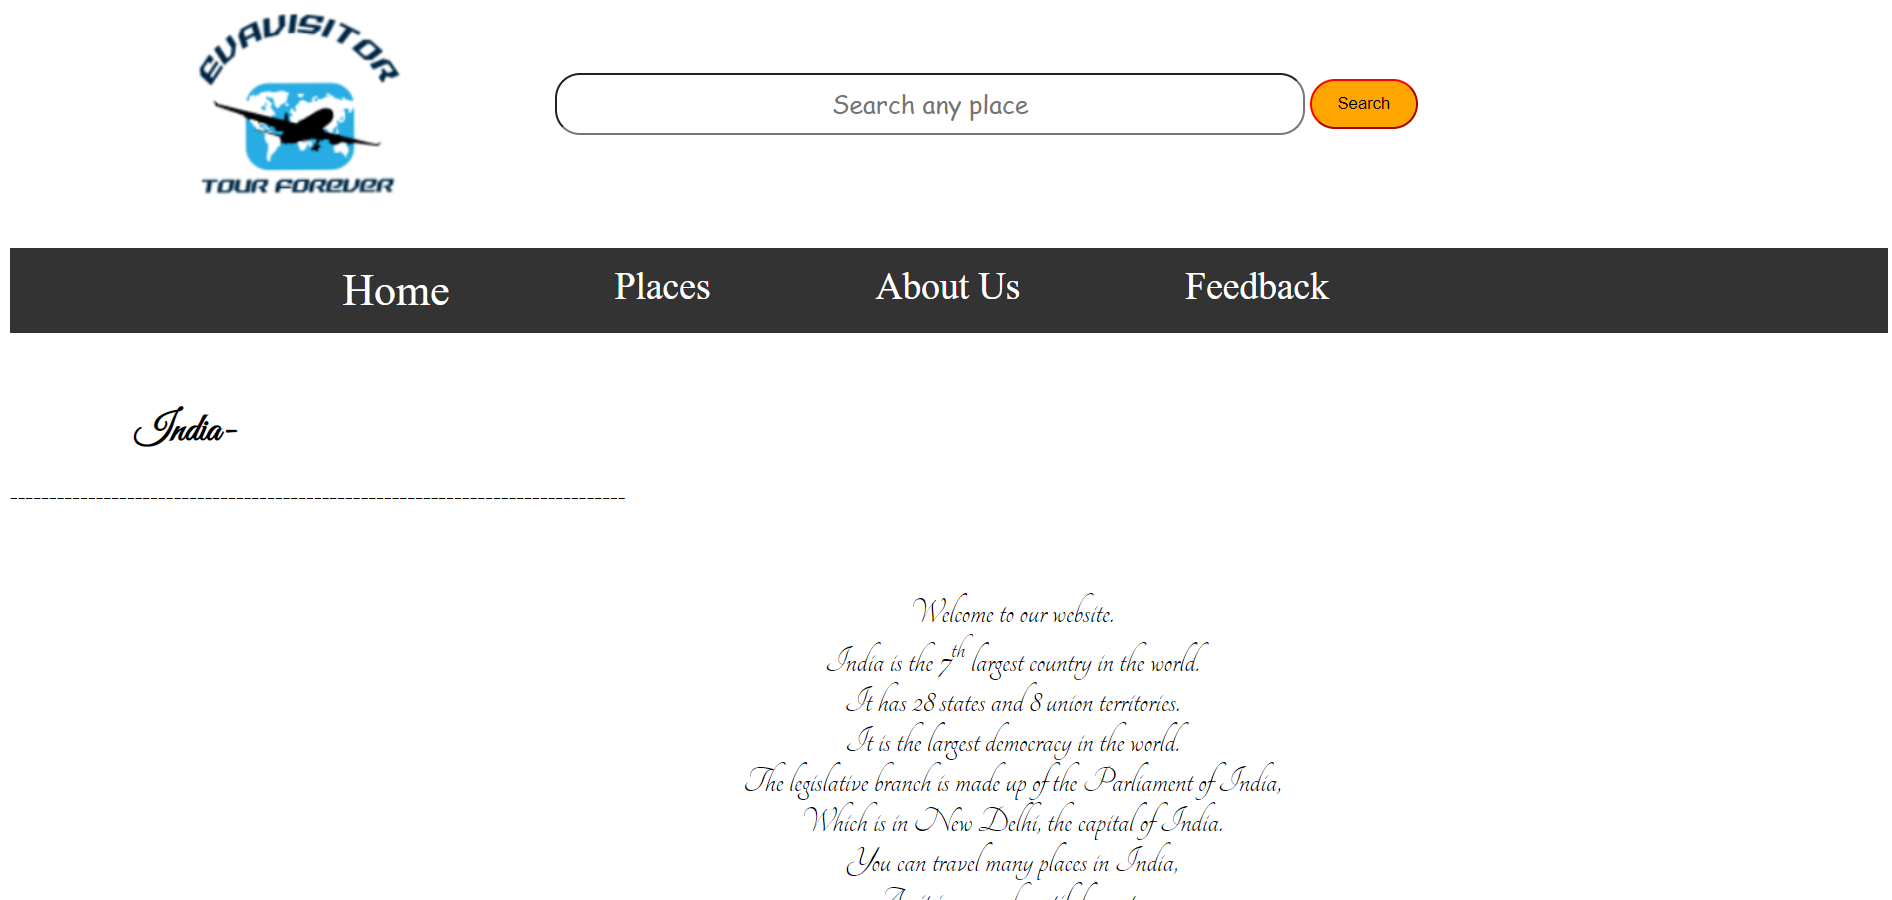 EVAVISITOR
TOUR FOREVER
Search any place
Search
Home Places About Us Feedback
India-
-------------------------------------------------------------------------------
Welcome to our website.
India is the 7th largest country in the world.
It has 28 states and 8 union territories.
It is the largest democracy in the world.
The legislative branch is made up of the Parliament of India,
Which is in New Delhi, the capital of India.
You can travel many places in India,